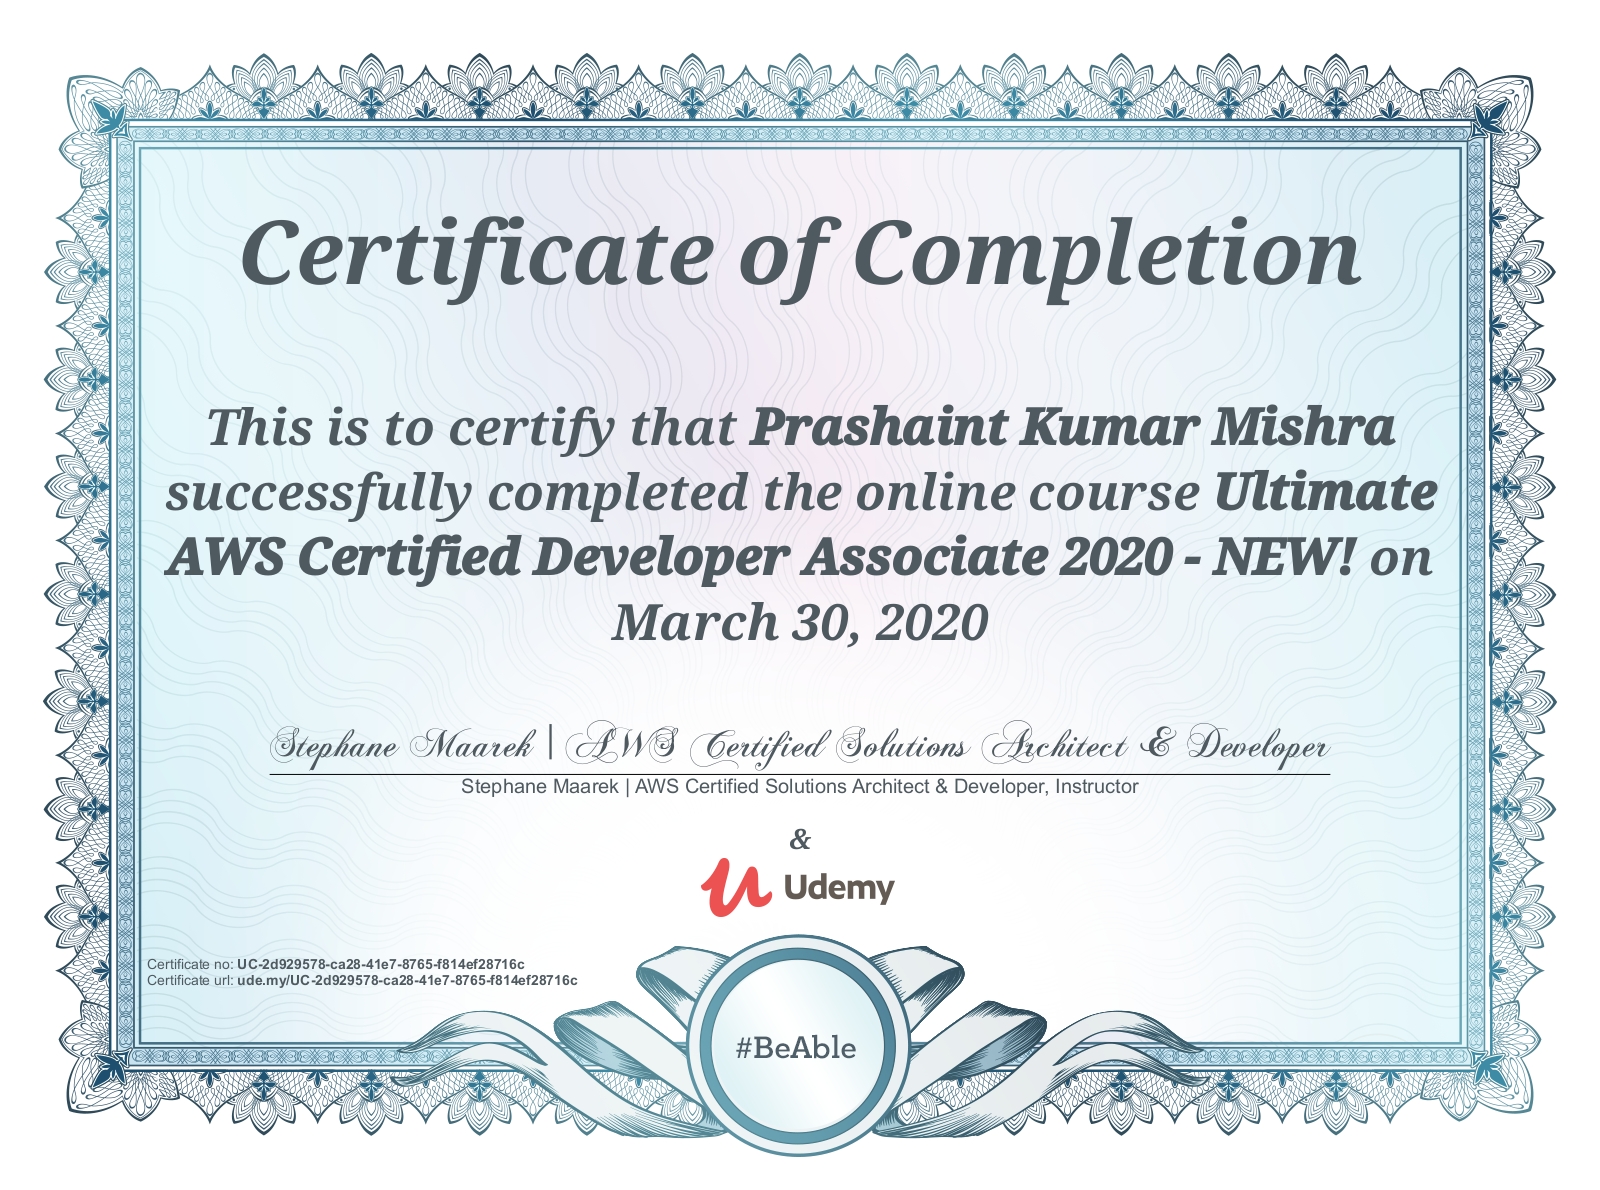 Certificate of Completion
This is to certify that Prashaint Kumar Mishra
successfully completed the online course Ultimate
AWS Certified Developer Associate 2020 - NEW! on
March 30, 2020
Stephane Maarek | AWS Certified Solutions Architect & Developer
Stephane Maarek | AWS Certified Solutions Architect & Developer, Instructor
&
Udemy
Certificate no: UC-2d929578-ca28-41e7-8765-f814ef28716c
Certificate url: ude.my/UC-2d929578-ca28-41e7-8765-f814ef28716c
#BeAble